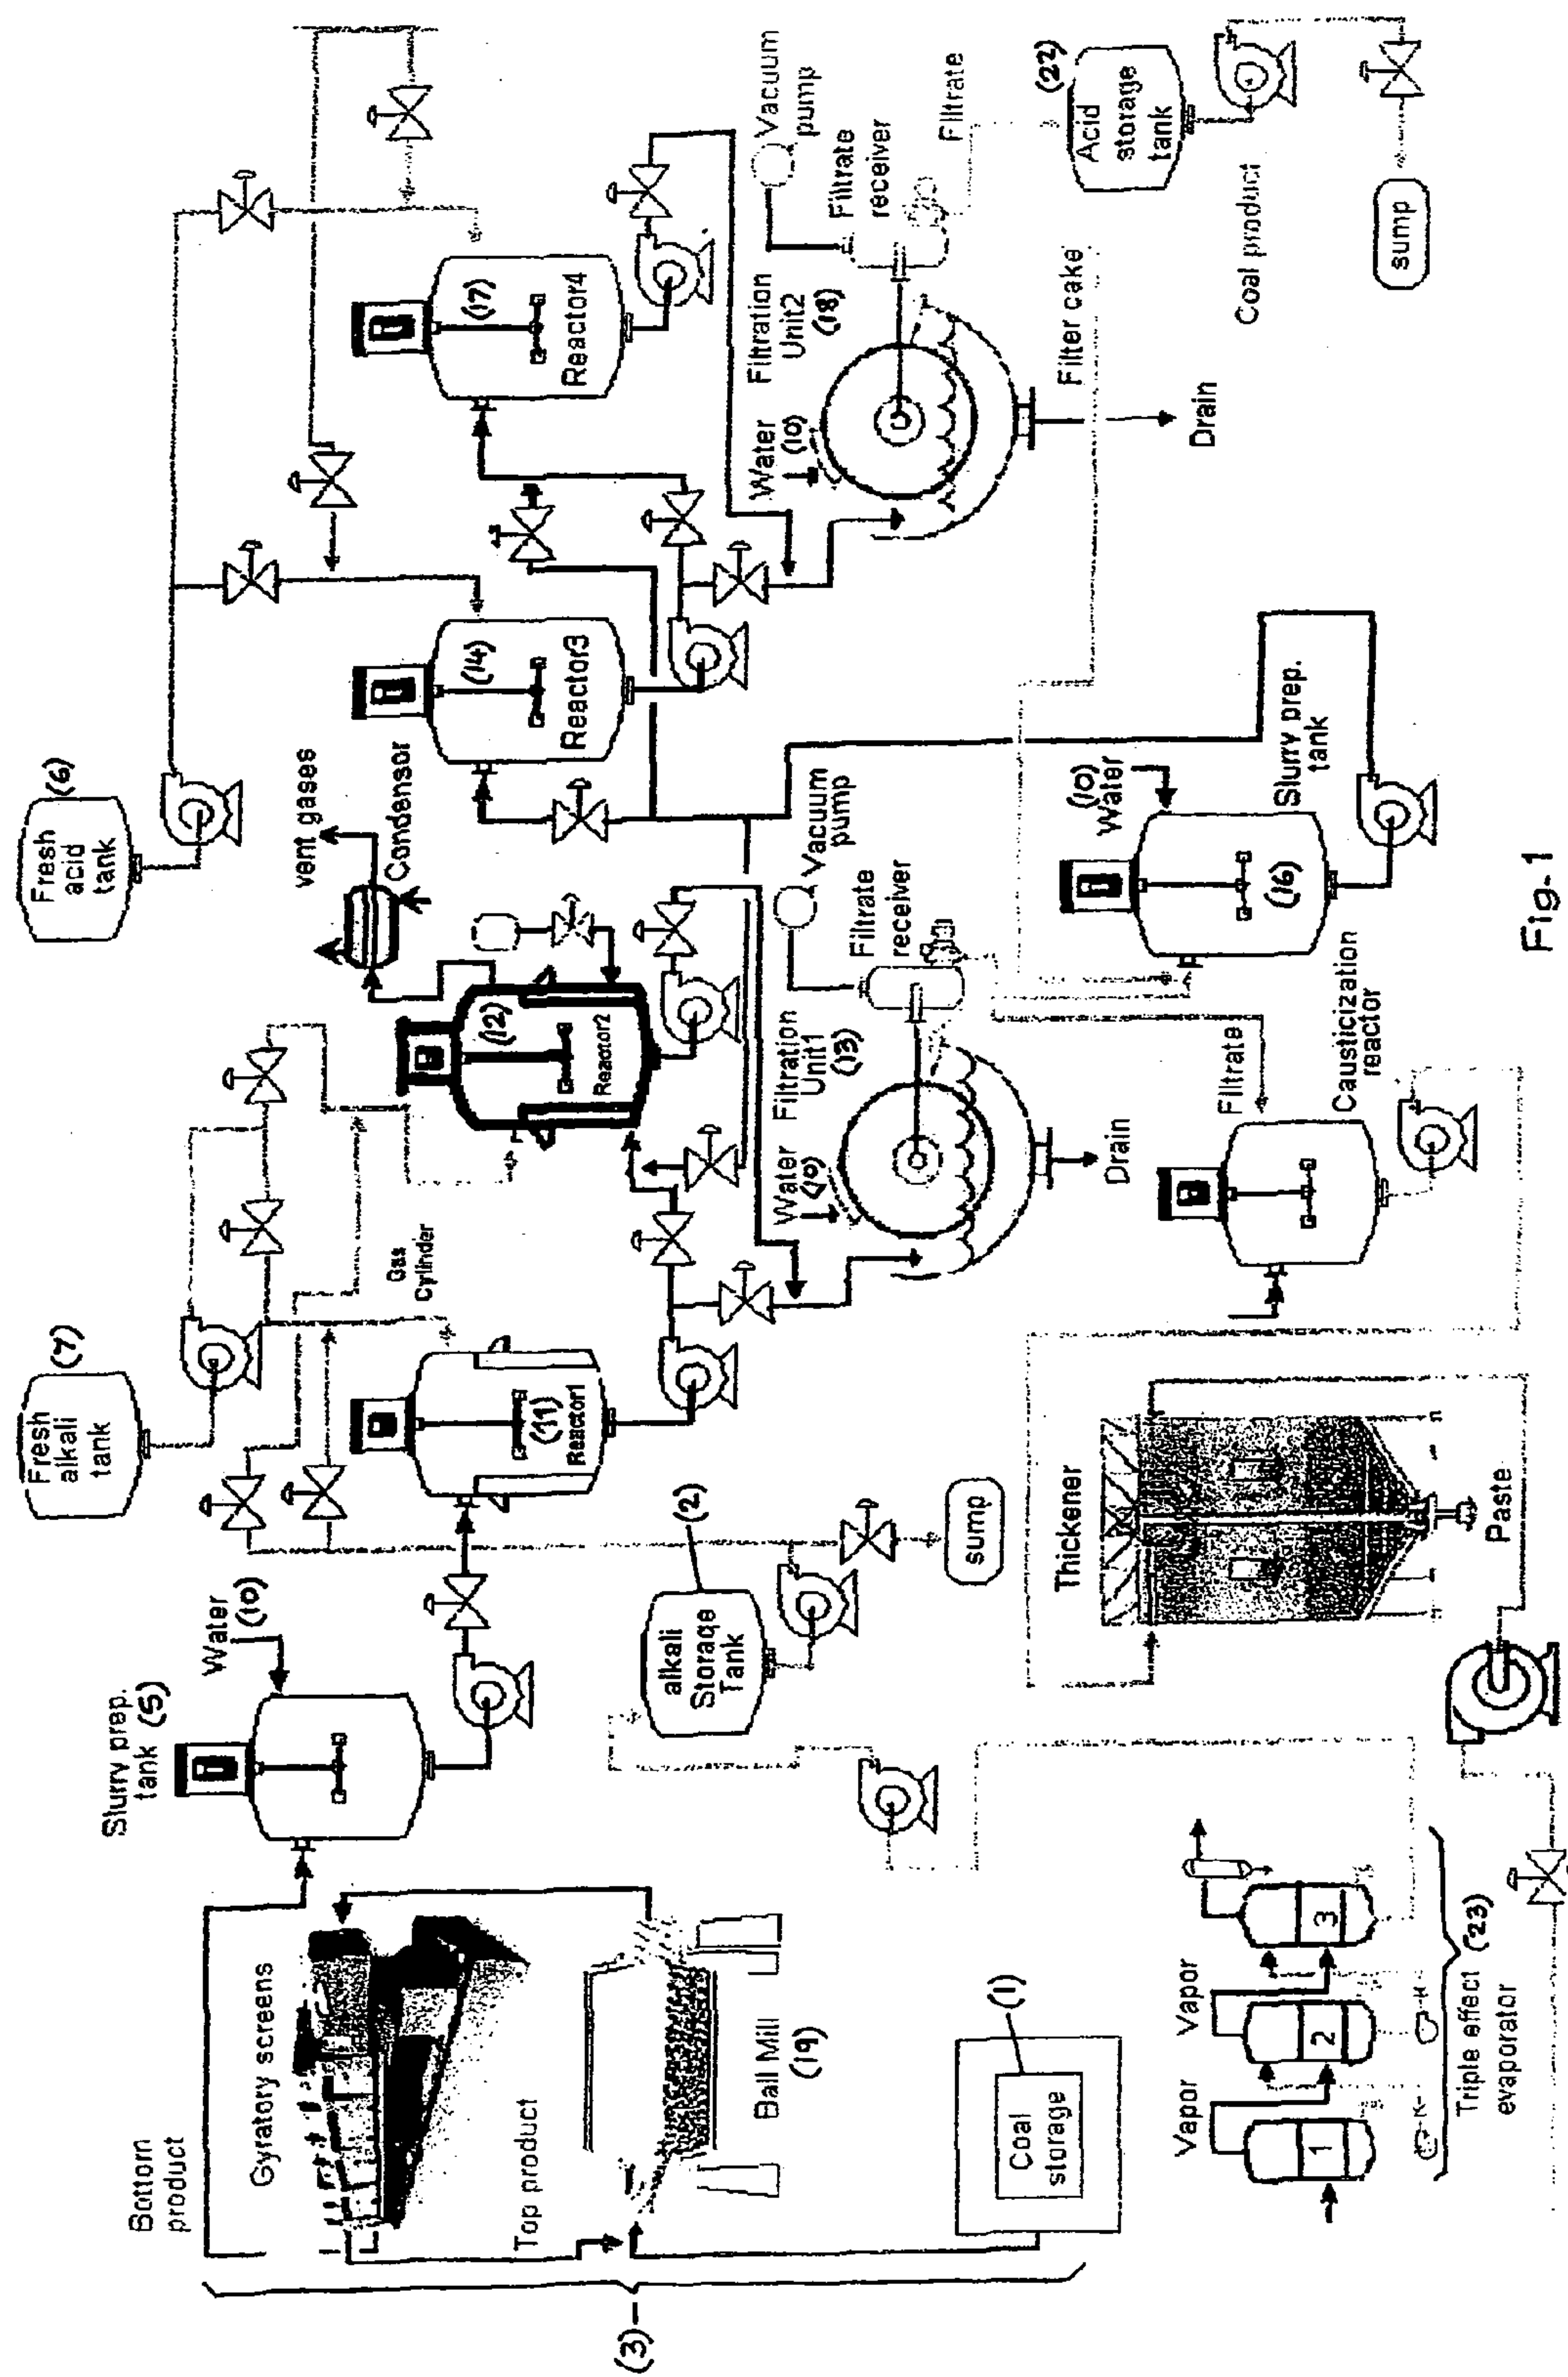 Fresh
acid
tank
(6)
Fresh
alkali
tank
(7)
Slurry prep.
tank (5)
Water
(10)
Bottom
product
Gyratory screens
Top product
Ball Mill
(19)
(3)
Coal
storage
(1)
alkali
Storage
Tank
(2)
sump
(11)
Reactor1
Gas
Cylinder
(12)
Reactor2
vent gases
Condensor
(14)
Reactor3
(17)
Reactor4
Water
(10)
Filtration
Unit1
(13)
Vacuum
pump
Filtrate
receiver
Drain
Water
(10)
Filtration
Unit2
(18)
Vacuum
pump
Filtrate
receiver
Filtrate
Acid
storage
tank
(22)
Coal product
sump
Filter cake
Drain
(10)
Water
Slurry prep.
tank
(16)
Filtrate
Causticization
reactor
Thickener
Paste
Vapor
Vapor
1
2
3
Triple effect (23)
evaporator
Fig-1